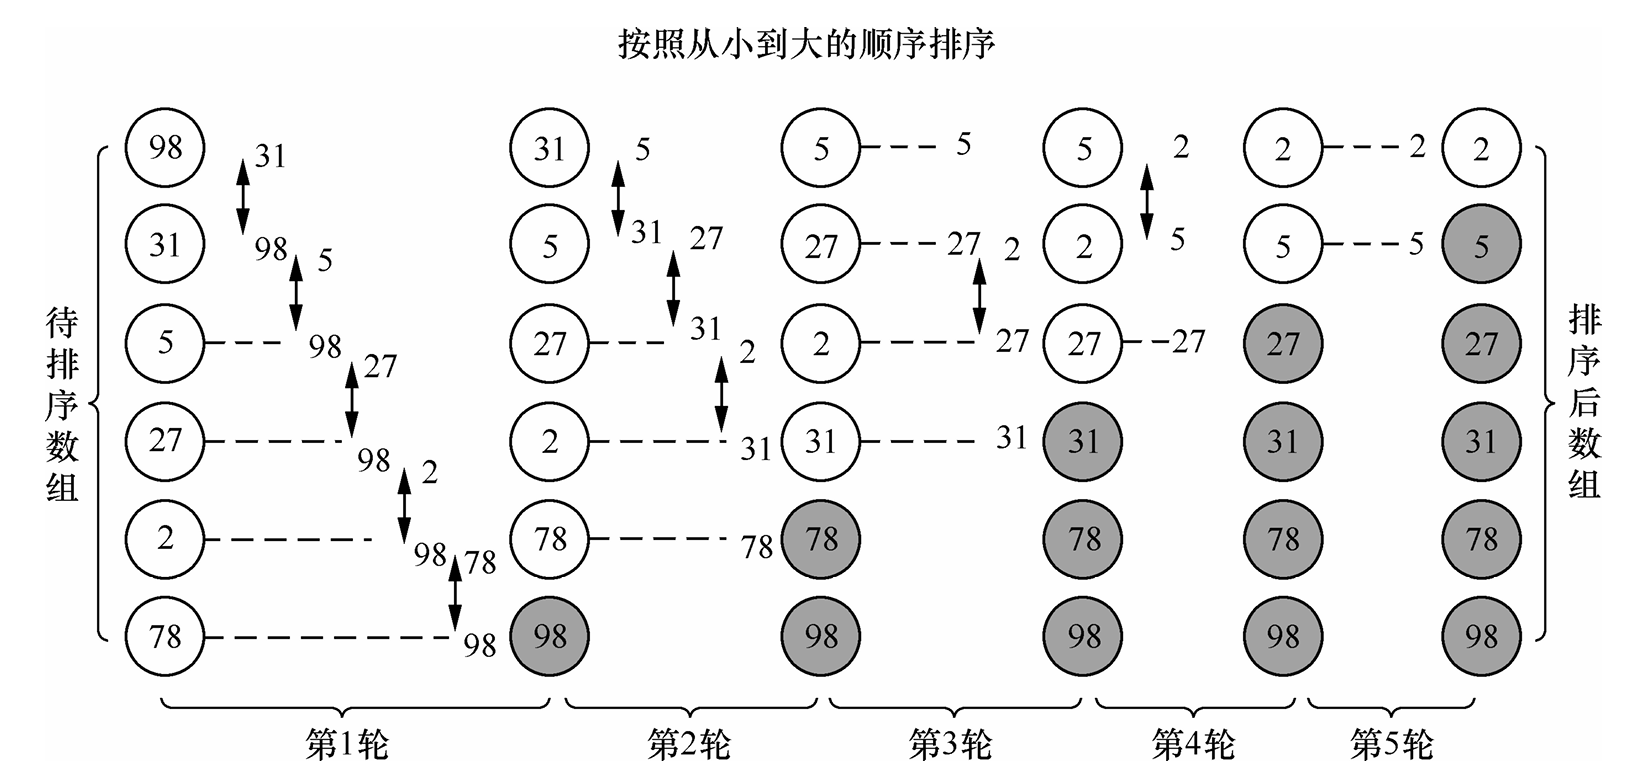 按照从小到大的顺序排序
98 31 31 5 5 5 5 2 2 2 2
31 98 5 5 31 27 27 27 2 2 5 5 5 5
待排序数组
5 98 27 27 31 2 2 27 27 27 27 27
27 98 2 2 31 31 31 31 31 31
2 98 78 78 78 78 78 78 78
78 98 98 98 98 98 98
排序后数组
第1轮 第2轮 第3轮 第4轮 第5轮